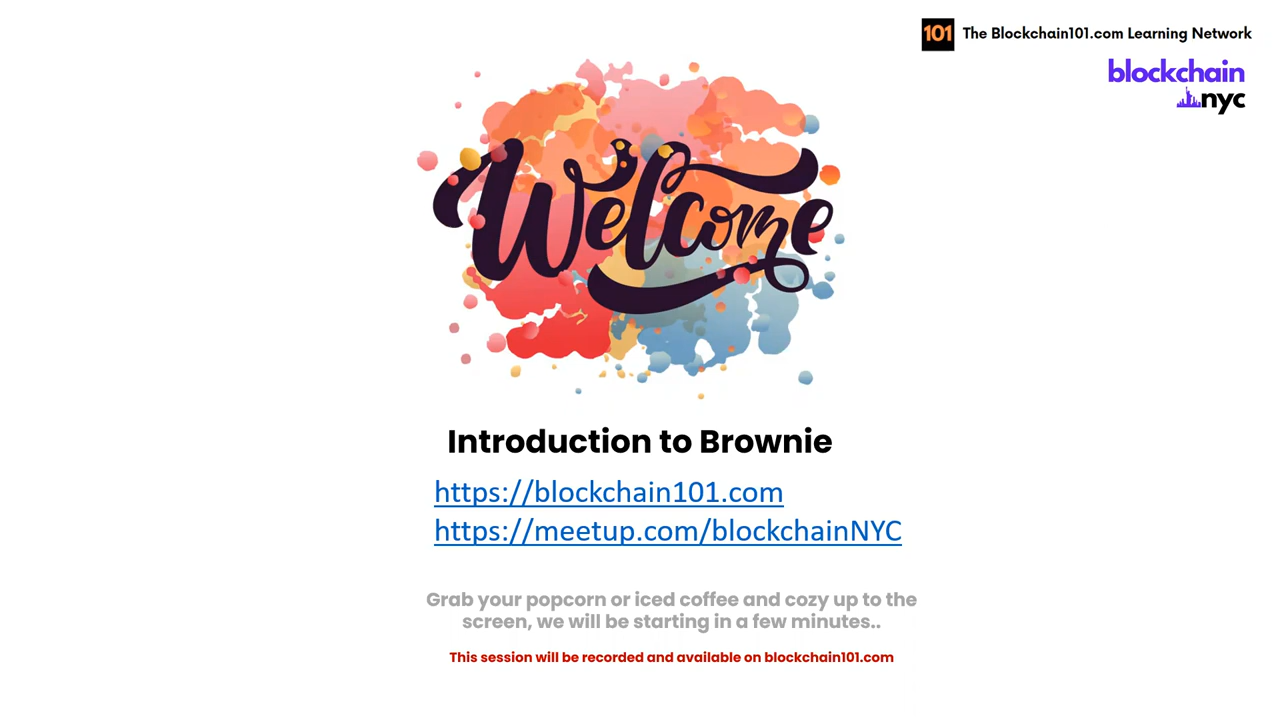 101 The Blockchain101.com Learning Network
blockchain
nyc
Welcome
Introduction to Brownie
https://blockchain101.com
https://meetup.com/blockchainNYC
Grab your popcorn or iced coffee and cozy up to the
screen, we will be starting in a few minutes..
This session will be recorded and available on blockchain101.com